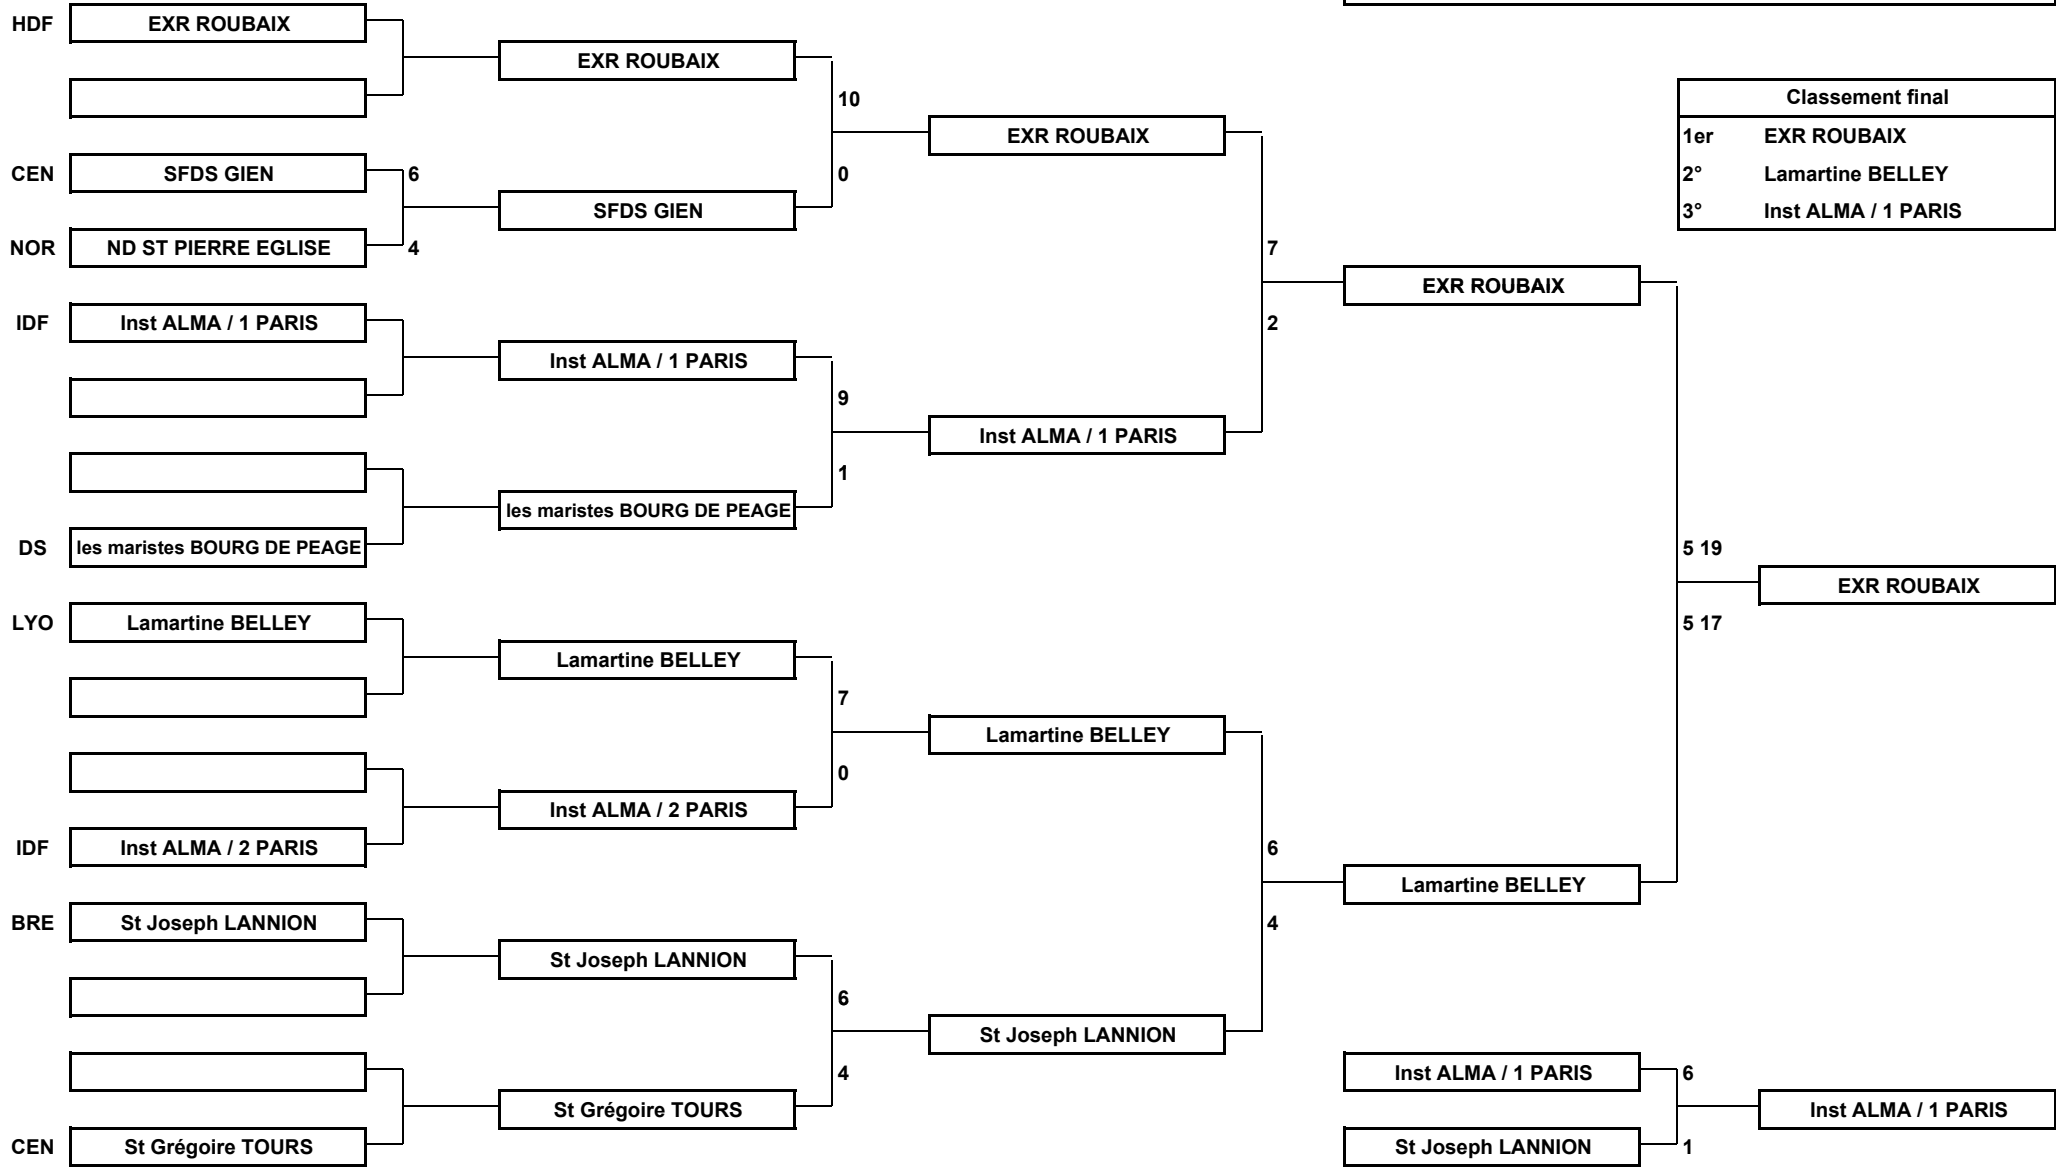 HDF EXR ROUBAIX
EXR ROUBAIX
10
Classement final
EXR ROUBAIX
1er EXR ROUBAIX
CEN SFDS GIEN 6
0
2° Lamartine BELLEY
SFDS GIEN
3° Inst ALMA / 1 PARIS
NOR ND ST PIERRE EGLISE 4
7
EXR ROUBAIX
IDF Inst ALMA / 1 PARIS
2
Inst ALMA / 1 PARIS
9
Inst ALMA / 1 PARIS
1
les maristes BOURG DE PEAGE
DS les maristes BOURG DE PEAGE
5 19
EXR ROUBAIX
LYO Lamartine BELLEY
5 17
Lamartine BELLEY
7
Lamartine BELLEY
0
Inst ALMA / 2 PARIS
IDF Inst ALMA / 2 PARIS
6
Lamartine BELLEY
BRE St Joseph LANNION
4
St Joseph LANNION
6
St Joseph LANNION
4
Inst ALMA / 1 PARIS 6
St Grégoire TOURS
Inst ALMA / 1 PARIS
CEN St Grégoire TOURS
St Joseph LANNION 1